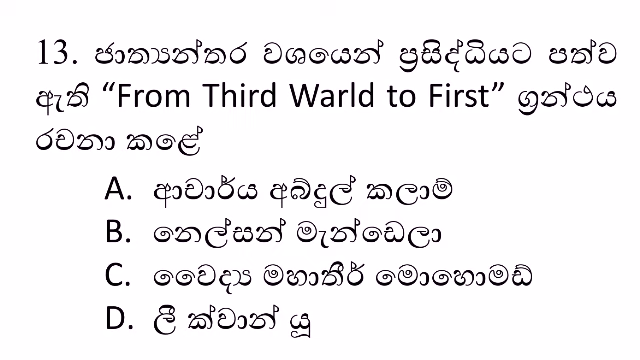 13. ජාත්‍යන්තර වශයෙන් ප්‍රසිද්ධියට පත්ව
ඇති “From Third Warld to First” ග්‍රන්ථය
රචනා කළේ
A. ආචාර්ය අබ්දුල් කලාම්
B. නෙල්සන් මැන්ඩෙලා
C. වෛද්‍ය මහාතීර් මොහොමඩ්
D. ලී ක්වාන් යූ